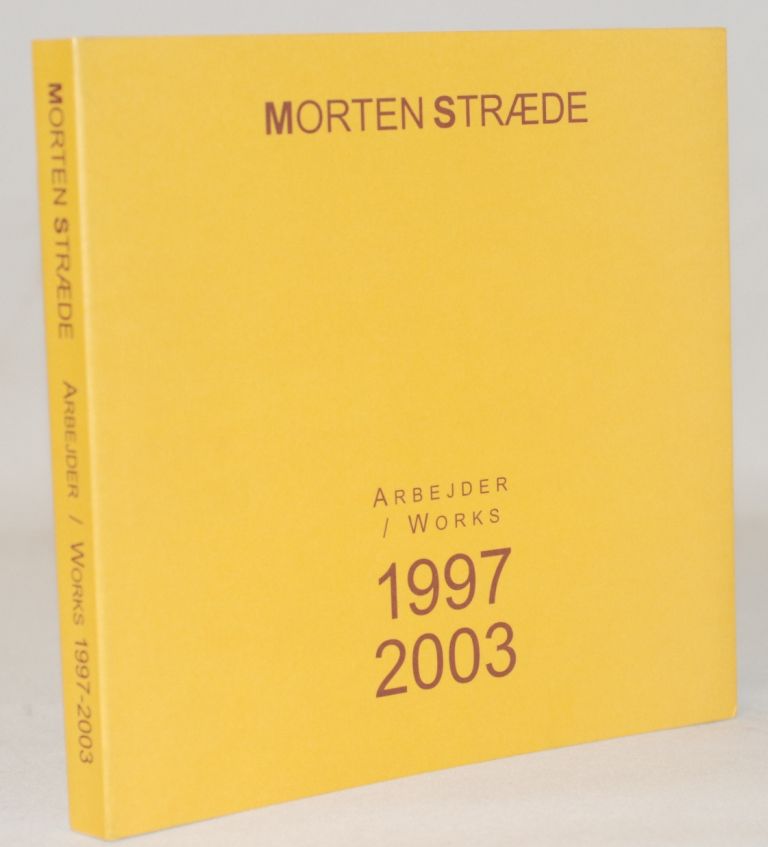 MORTEN STRÆDE
ARBEJDER
/ WORKS
1997
2003
MORTEN STRÆDE ARBEJDER / WORKS 1997-2003